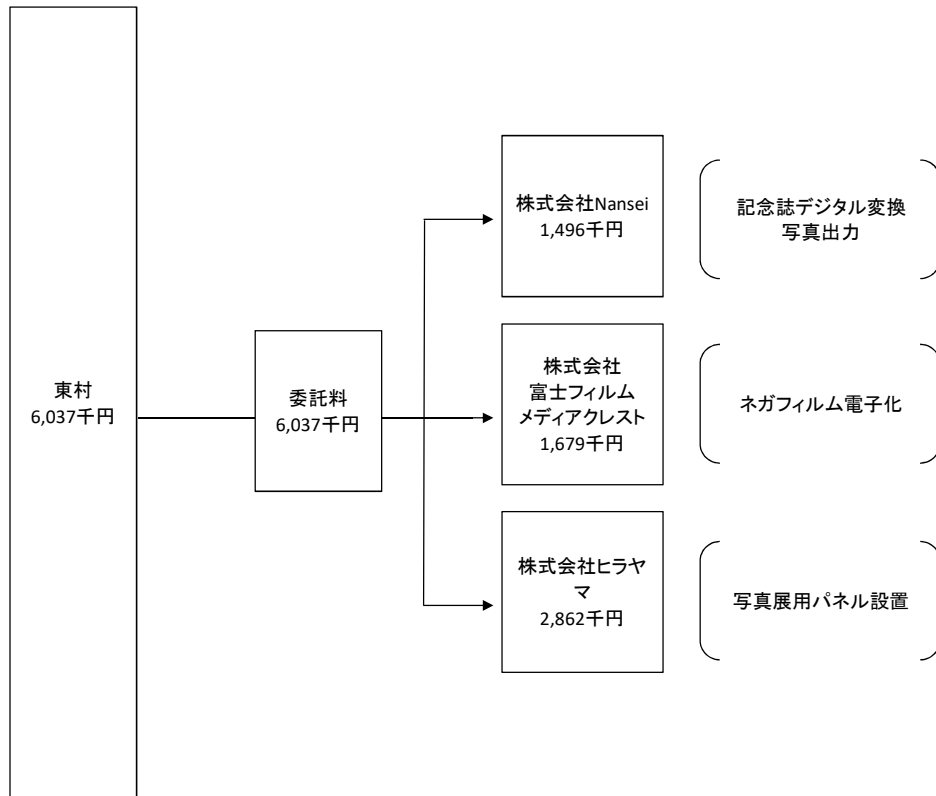 東村
6,037千円
委託料
6,037千円
株式会社Nansei
1,496千円
記念誌デジタル変換
写真出力
株式会社
富士フィルム
メディアクレスト
1,679千円
ネガフィルム電子化
株式会社ヒラヤ
マ
2,862千円
写真展用パネル設置